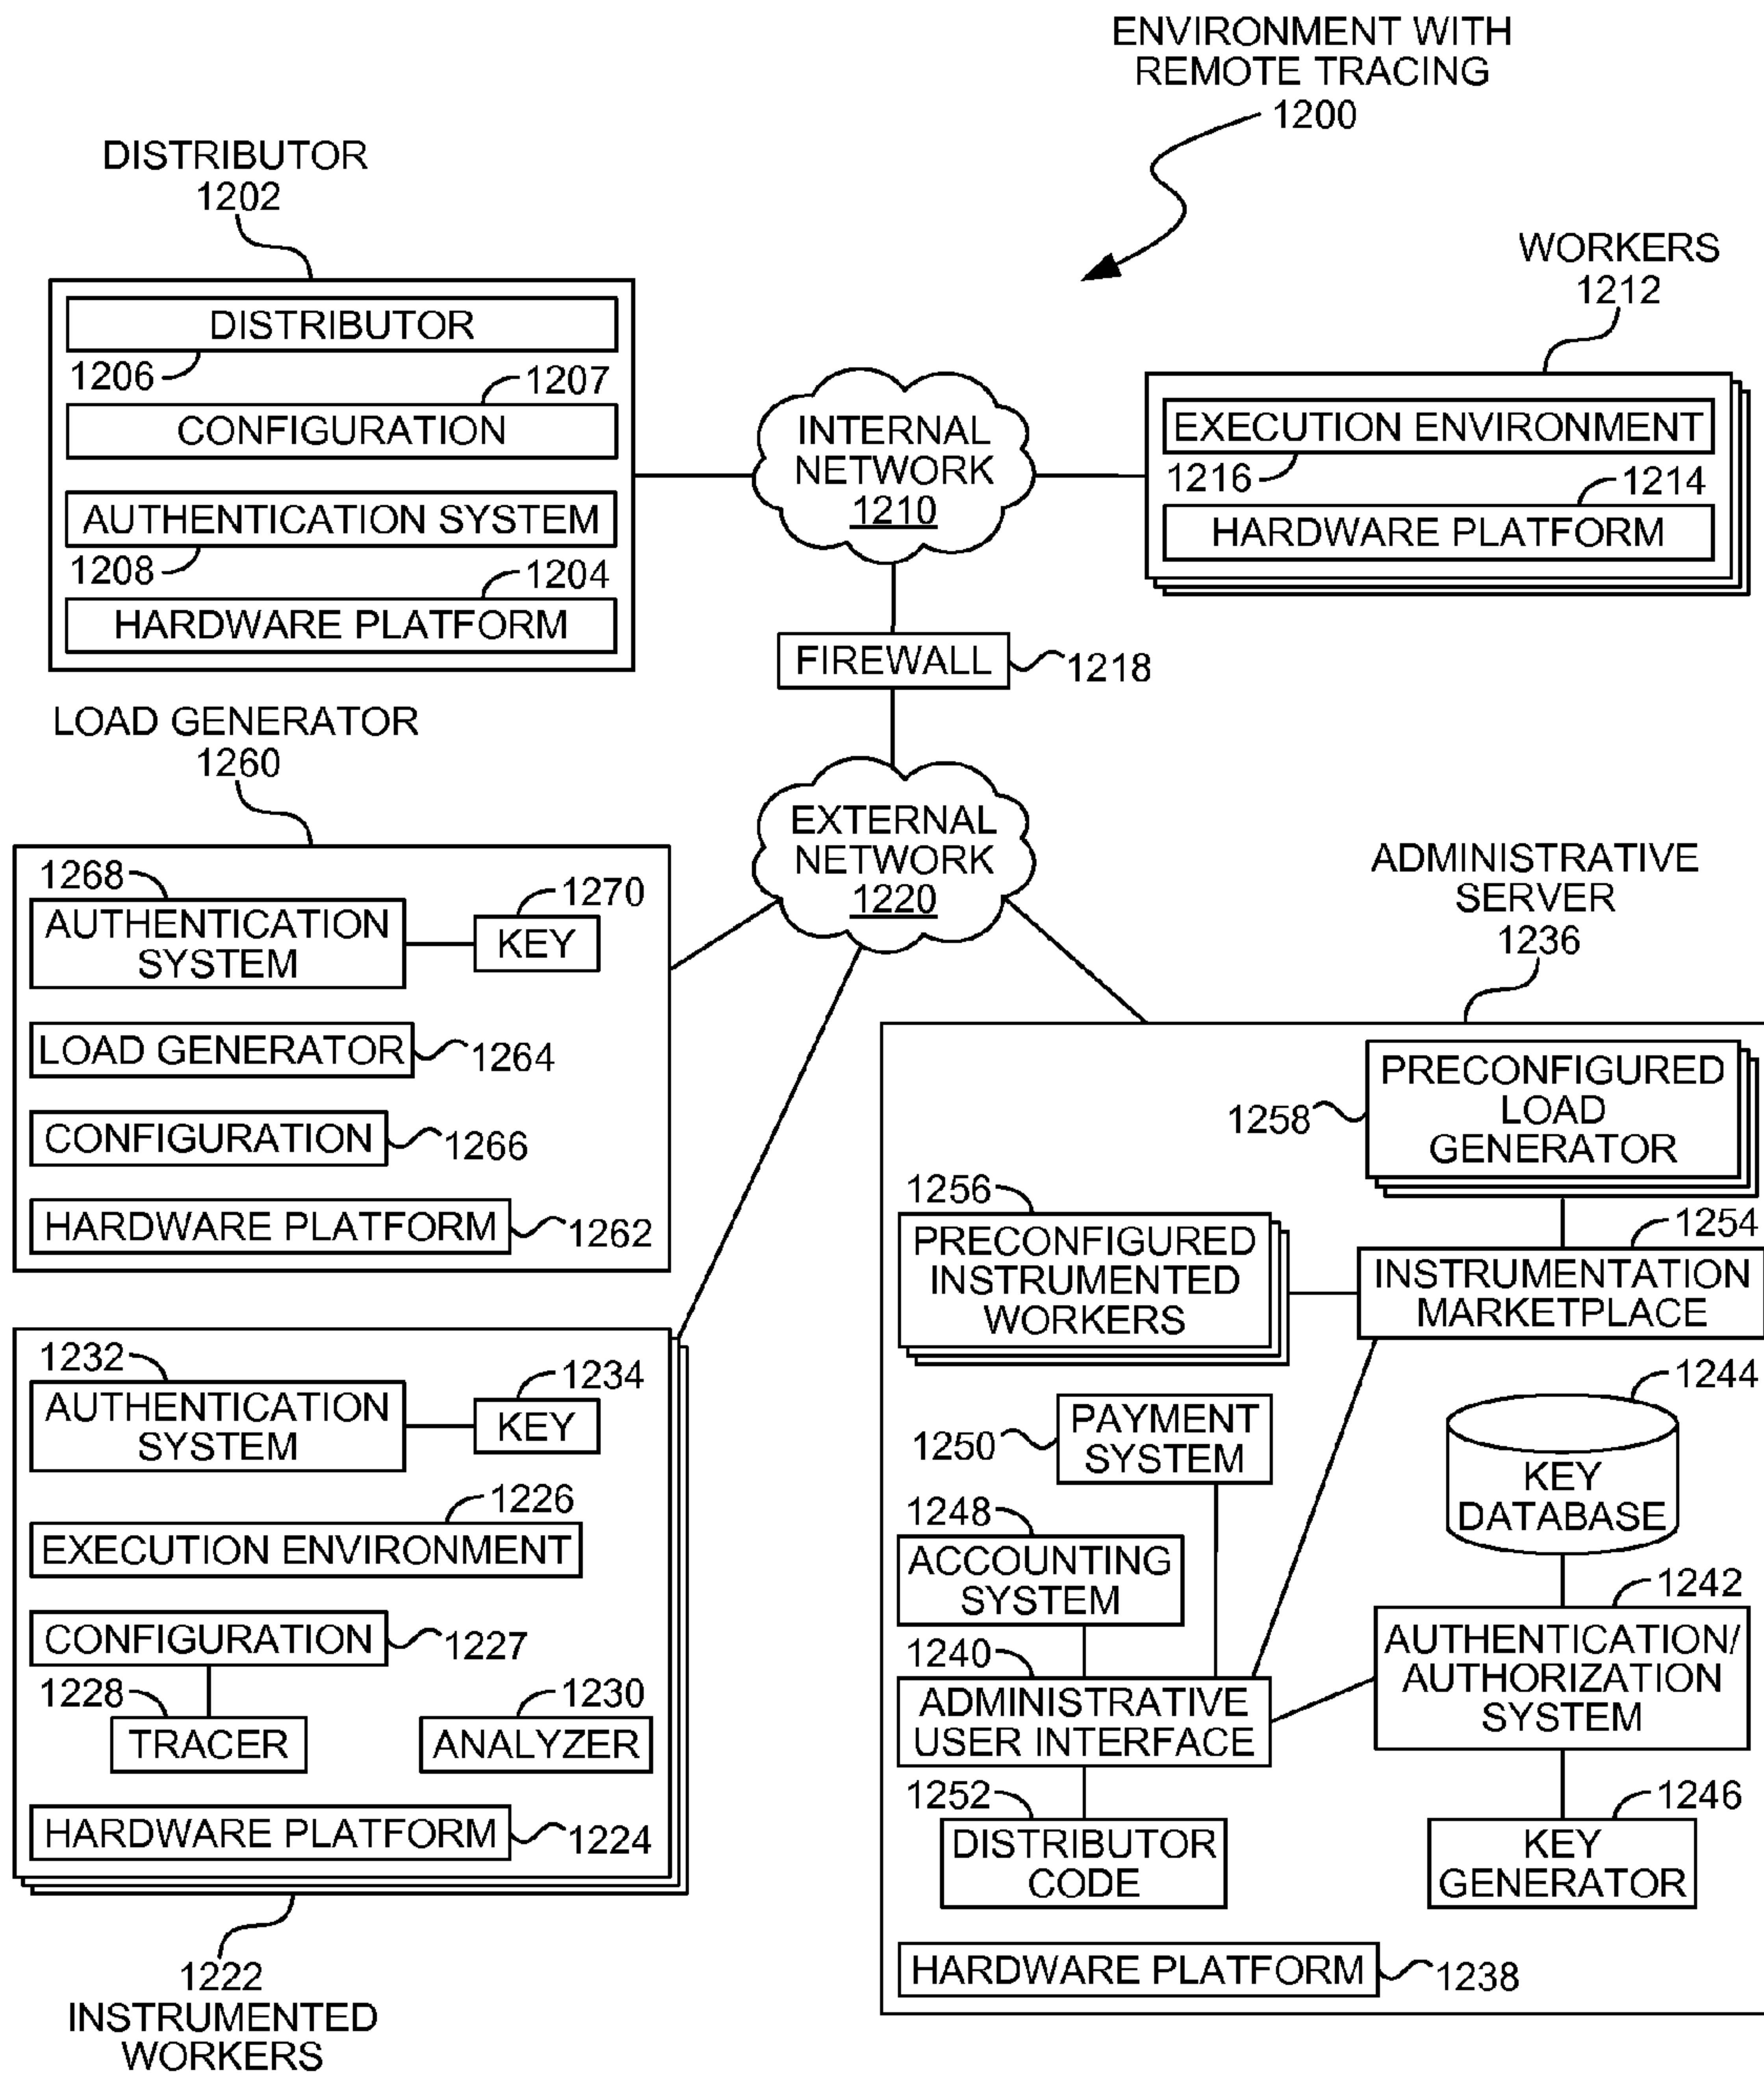 ENVIRONMENT WITH
REMOTE TRACING
1200
DISTRIBUTOR
1202
DISTRIBUTOR
1206
1207
CONFIGURATION
AUTHENTICATION SYSTEM
1208
1204
HARDWARE PLATFORM
INTERNAL
NETWORK
1210
WORKERS
1212
EXECUTION ENVIRONMENT
1216
1214
HARDWARE PLATFORM
FIREWALL
1218
LOAD GENERATOR
1260
1268
AUTHENTICATION
SYSTEM
1270
KEY
LOAD GENERATOR
1264
CONFIGURATION
1266
HARDWARE PLATFORM
1262
EXTERNAL
NETWORK
1220
ADMINISTRATIVE
SERVER
1236
PRECONFIGURED
LOAD
GENERATOR
1258
1256
PRECONFIGURED
INSTRUMENTED
WORKERS
1254
INSTRUMENTATION
MARKETPLACE
1244
KEY
DATABASE
1250
PAYMENT
SYSTEM
1248
ACCOUNTING
SYSTEM
1242
AUTHENTICATION/
AUTHORIZATION
SYSTEM
1240
ADMINISTRATIVE
USER INTERFACE
1252
DISTRIBUTOR
CODE
1246
KEY
GENERATOR
HARDWARE PLATFORM
1238
1232
AUTHENTICATION
SYSTEM
1234
KEY
1226
EXECUTION ENVIRONMENT
CONFIGURATION
1227
1228
TRACER
1230
ANALYZER
HARDWARE PLATFORM
1224
1222
INSTRUMENTED
WORKERS